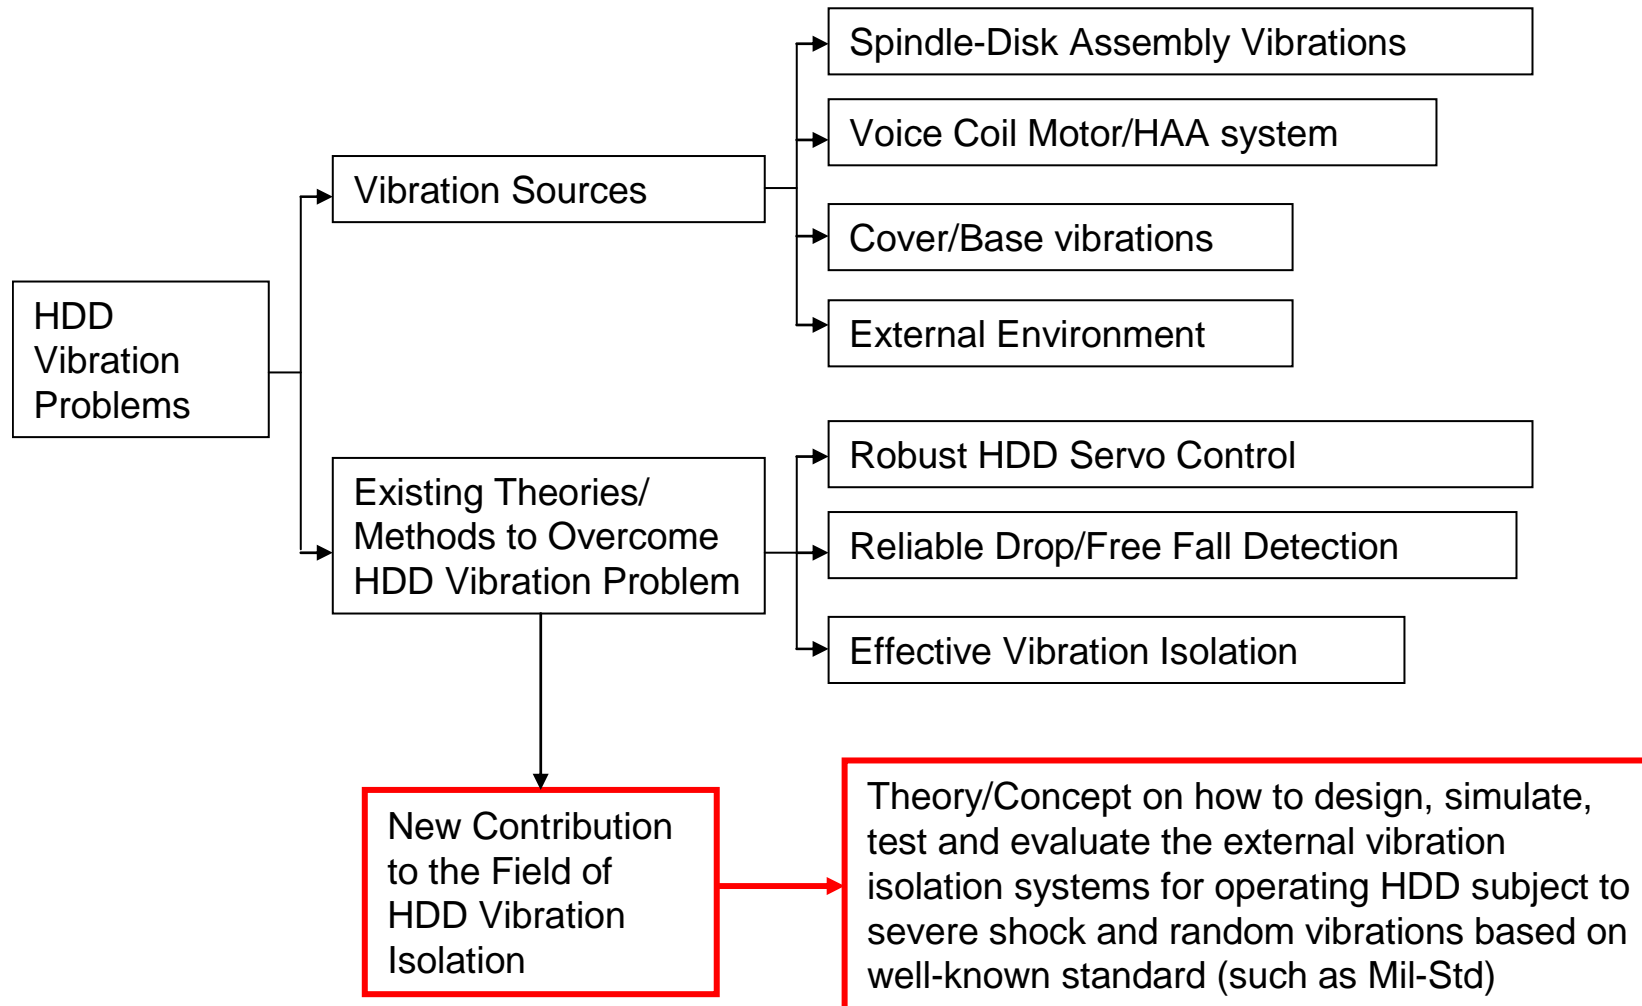 Spindle-Disk Assembly Vibrations
Voice Coil Motor/HAA system
Vibration Sources
Cover/Base vibrations
External Environment
HDD
Vibration
Problems
Robust HDD Servo Control
Existing Theories/
Methods to Overcome
HDD Vibration Problem
Reliable Drop/Free Fall Detection
Effective Vibration Isolation
New Contribution
to the Field of
HDD Vibration
Isolation
Theory/Concept on how to design, simulate,
test and evaluate the external vibration
isolation systems for operating HDD subject to
severe shock and random vibrations based on
well-known standard (such as Mil-Std)